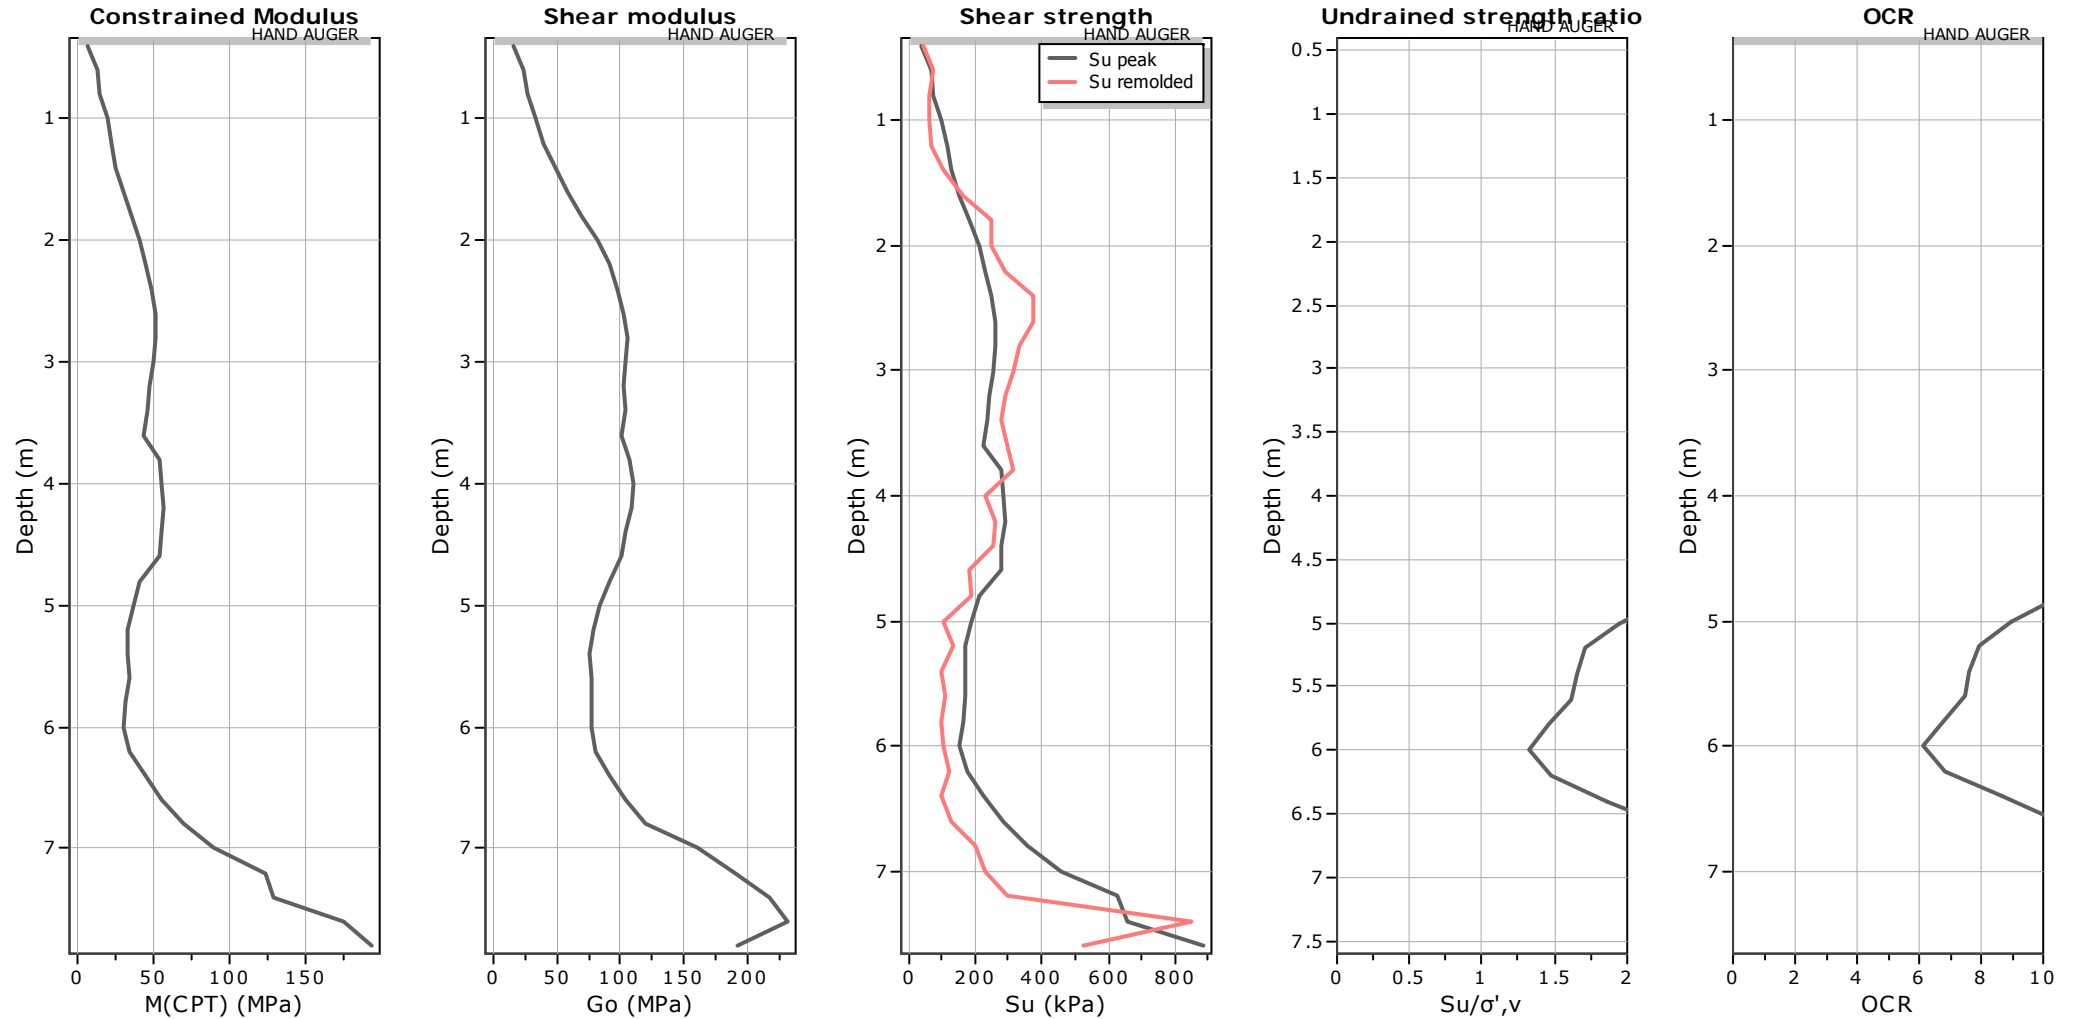 Constrained Modulus
HAND AUGER
1
2
3
4
5
6
7
Depth (m)
0 50 100 150
M(CPT) (MPa)
Shear modulus
HAND AUGER
1
2
3
4
5
6
7
Depth (m)
0 50 100 150 200
Go (MPa)
Shear strength
HAND AUGER
Su peak
Su remolded
1
2
3
4
5
6
7
Depth (m)
0 200 400 600 800
Su (kPa)
Undrained strength ratio
HAND AUGER
0.5
1
1.5
2
2.5
3
3.5
4
4.5
5
5.5
6
6.5
7
7.5
Depth (m)
0 0.5 1 1.5 2
Su/σ',v
OCR
HAND AUGER
1
2
3
4
5
6
7
Depth (m)
0 2 4 6 8 10
OCR